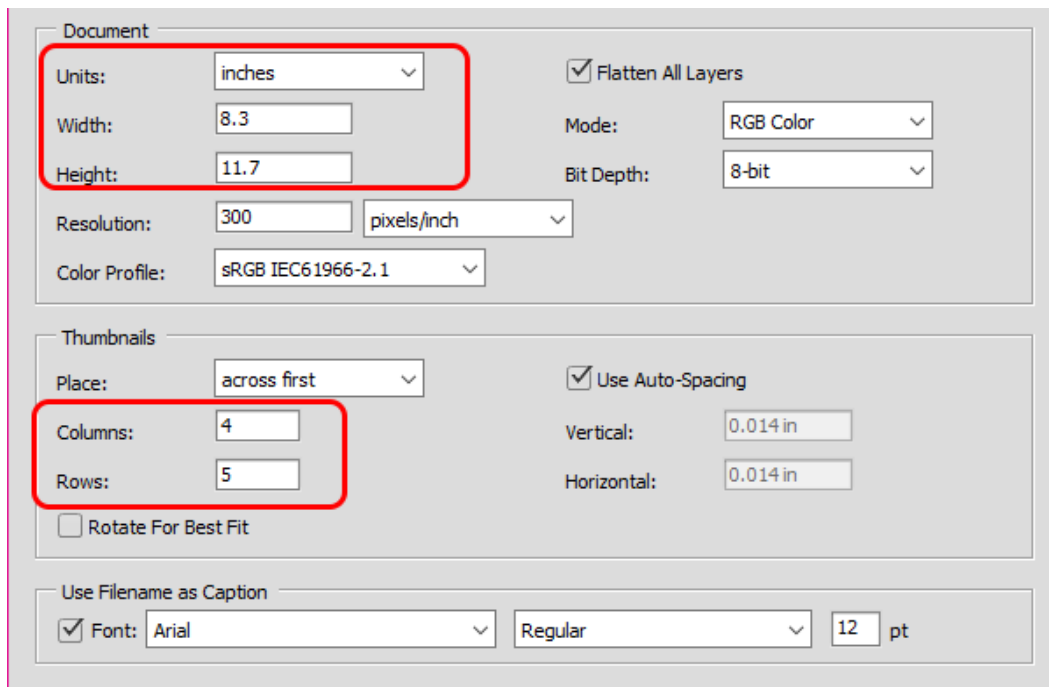 Document
Units: inches Flatten All Layers
Width: 8.3 Mode: RGB Color
Height: 11.7 Bit Depth: 8-bit
Resolution: 300 pixels/inch
Color Profile: sRGB IEC61966-2.1
Thumbnails
Place: across first Use Auto-Spacing
Columns: 4 Vertical: 0.014 in
Rows: 5 Horizontal: 0.014 in
Rotate For Best Fit
Use Filename as Caption
Font: Arial Regular 12 pt